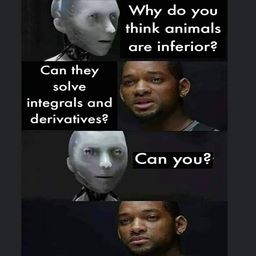 Why do you
think animals
are inferior?
Can they
solve
integrals and
derivatives?
Can you?